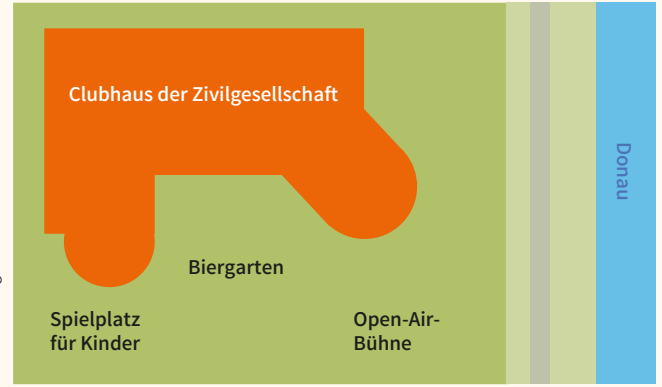 Clubhaus der Zivilgesellschaft
Donau
Biergarten
Spielplatz
für Kinder
Open-Air-
Bühne